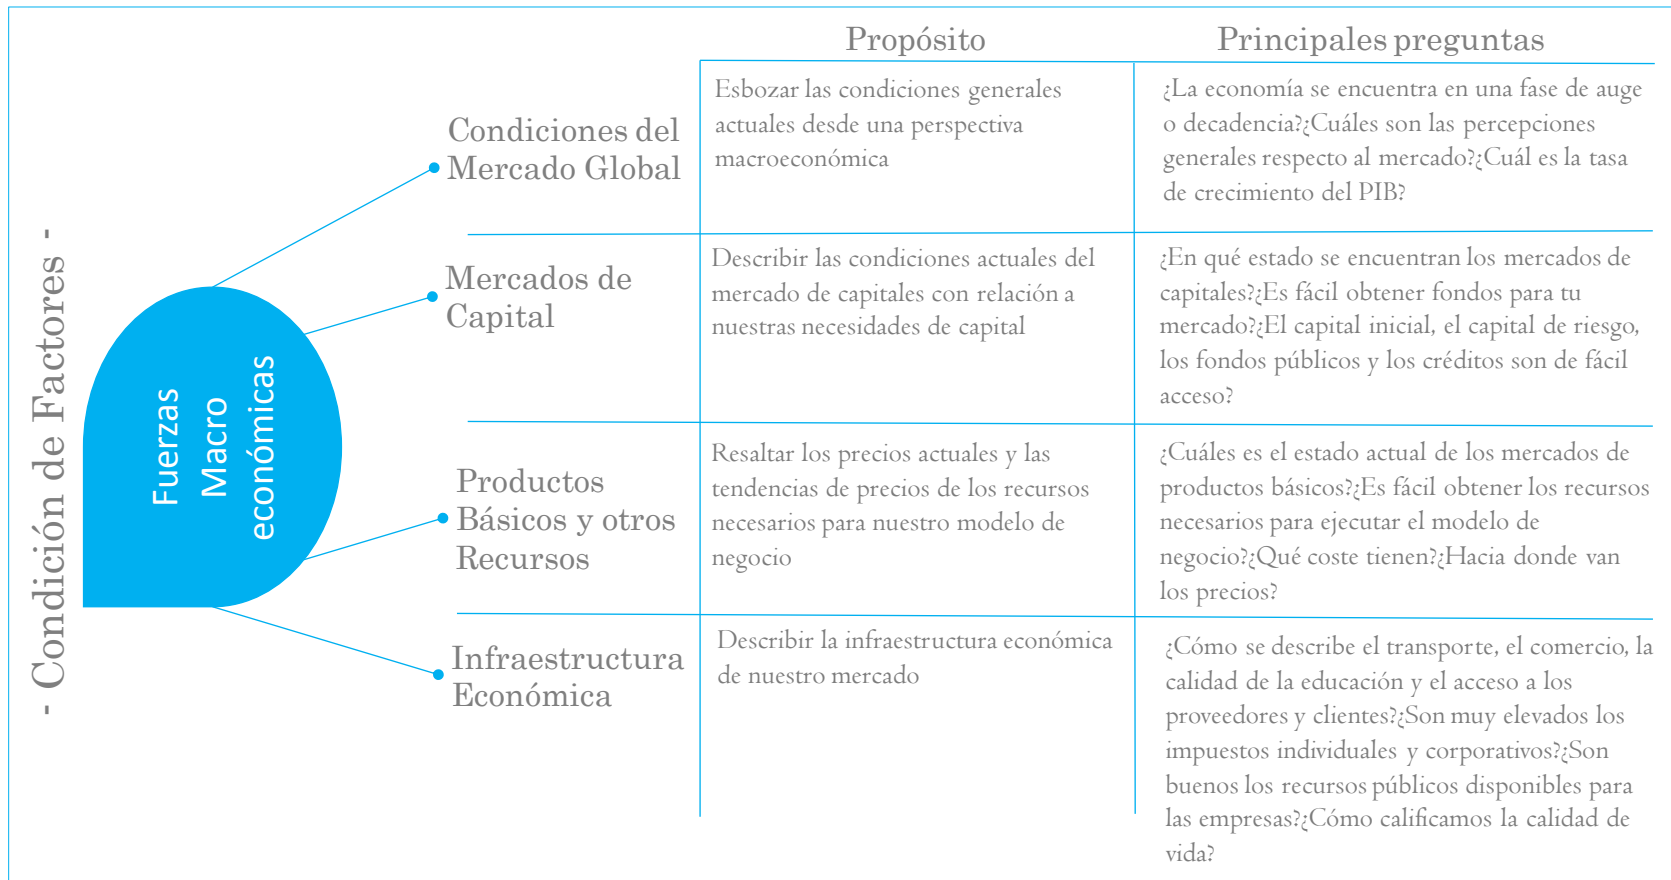 - Condición de Factores -
Fuerzas
Macro
económicas
Propósito
Principales preguntas
Condiciones del
Mercado Global
Esbozar las condiciones generales
actuales desde una perspectiva
macroeconómica
¿La economía se encuentra en una fase de auge
o decadencia?¿Cuáles son las percepciones
generales respecto al mercado?¿Cuál es la tasa
de crecimiento del PIB?
Mercados de
Capital
Describir las condiciones actuales del
mercado de capitales con relación a
nuestras necesidades de capital
¿En qué estado se encuentran los mercados de
capitales?¿Es fácil obtener fondos para tu
mercado?¿El capital inicial, el capital de riesgo,
los fondos públicos y los créditos son de fácil
acceso?
Productos
Básicos y otros
Recursos
Resaltar los precios actuales y las
tendencias de precios de los recursos
necesarios para nuestro modelo de
negocio
¿Cuáles es el estado actual de los mercados de
productos básicos?¿Es fácil obtener los recursos
necesarios para ejecutar el modelo de
negocio?¿Qué coste tienen?¿Hacia donde van
los precios?
Infraestructura
Económica
Describir la infraestructura económica
de nuestro mercado
¿Cómo se describe el transporte, el comercio, la
calidad de la educación y el acceso a los
proveedores y clientes?¿Son muy elevados los
impuestos individuales y corporativos?¿Son
buenos los recursos públicos disponibles para
las empresas?¿Cómo calificamos la calidad de
vida?